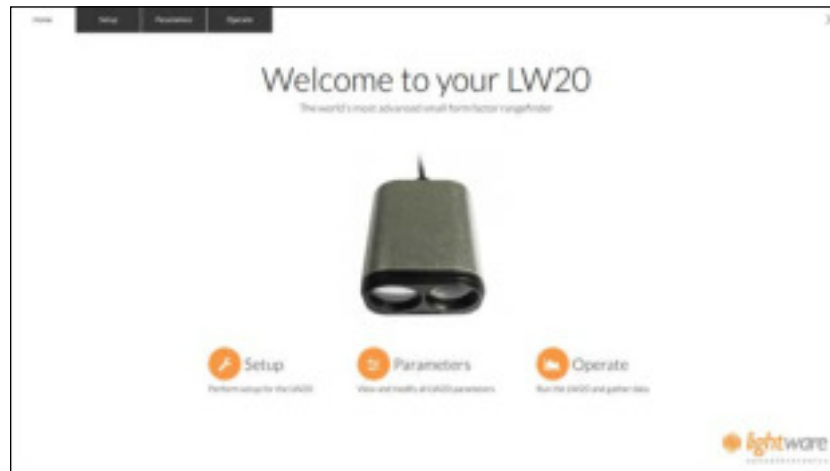 Home Setup Parameters Operate
Welcome to your LW20
The world's most advanced small form factor rangefinder
Setup Parameters Operate
Perform setup for the LW20 View and modify all LW20 parameters Run the LW20 and gather data
lightware